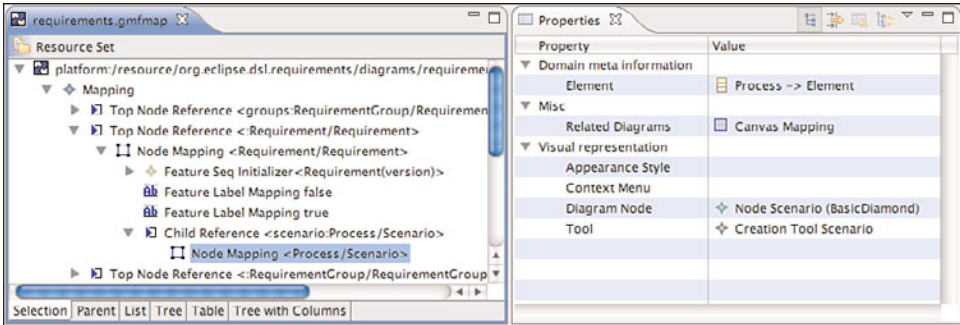 requirements.gmfmap
Resource Set
platform:/resource/org.eclipse.dsl.requirements/diagrams/requiremen
Mapping
Top Node Reference <groups:RequirementGroup/Requiremen
Top Node Reference <:Requirement/Requirement>
Node Mapping <Requirement/Requirement>
Feature Seq Initializer<Requirement(version)>
Feature Label Mapping false
Feature Label Mapping true
Child Reference <scenario:Process/Scenario>
Node Mapping <Process/Scenario>
Top Node Reference <:RequirementGroup/RequirementGroup
Selection Parent List Tree Table Tree with Columns
Properties
Property Value
Domain meta information
Element Process -> Element
Misc
Related Diagrams Canvas Mapping
Visual representation
Appearance Style
Context Menu
Diagram Node Node Scenario (BasicDiamond)
Tool Creation Tool Scenario